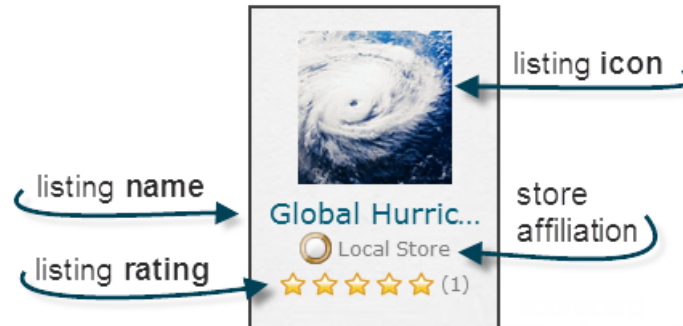 listing icon
listing name
Global Hurric...
store
affiliation
Local Store
listing rating
(1)